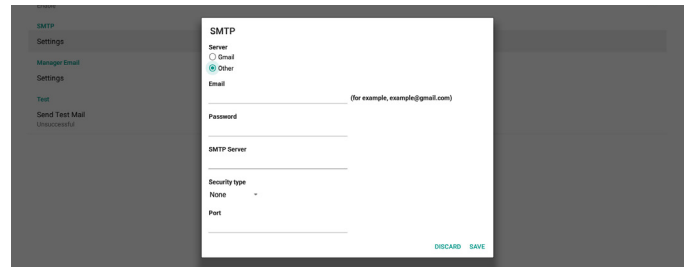 Enable
SMTP
Settings
Manager Email
Settings
Test
Send Test Mail
Unsuccessful
SMTP
Server
Gmail
Other
Email
(for example, example@gmail.com)
Password
SMTP Server
Security type
None
Port
DISCARD SAVE